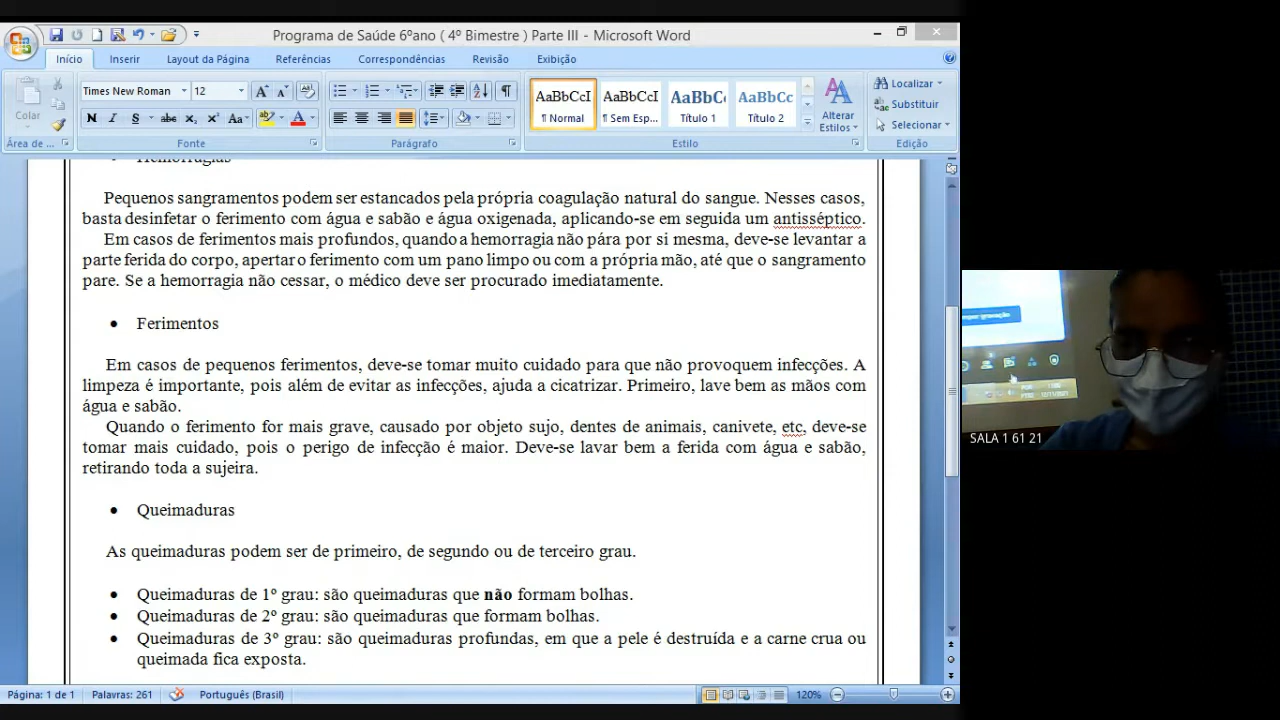 Programa de Saúde 6ºano ( 4º Bimestre ) Parte III - Microsoft Word
Início Inserir Layout da Página Referências Correspondências Revisão Exibição
Colar
Times New Roman 12
N I S abc x₂ x² Aa
AaBbCcI AaBbCcI AaBbC AaBbCc
¶ Normal ¶ Sem Esp... Título 1 Título 2
Alterar Estilos
Localizar
Substituir
Selecionar
Área de ... Fonte Parágrafo Estilo Edição
Hemorragias
Pequenos sangramentos podem ser estancados pela própria coagulação natural do sangue. Nesses casos,
basta desinfetar o ferimento com água e sabão e água oxigenada, aplicando-se em seguida um antisséptico.
Em casos de ferimentos mais profundos, quando a hemorragia não pára por si mesma, deve-se levantar a
parte ferida do corpo, apertar o ferimento com um pano limpo ou com a própria mão, até que o sangramento
pare. Se a hemorragia não cessar, o médico deve ser procurado imediatamente.
• Ferimentos
Em casos de pequenos ferimentos, deve-se tomar muito cuidado para que não provoquem infecções. A
limpeza é importante, pois além de evitar as infecções, ajuda a cicatrizar. Primeiro, lave bem as mãos com
água e sabão.
Quando o ferimento for mais grave, causado por objeto sujo, dentes de animais, canivete, etc, deve-se
tomar mais cuidado, pois o perigo de infecção é maior. Deve-se lavar bem a ferida com água e sabão,
retirando toda a sujeira.
• Queimaduras
As queimaduras podem ser de primeiro, de segundo ou de terceiro grau.
• Queimaduras de 1º grau: são queimaduras que não formam bolhas.
• Queimaduras de 2º grau: são queimaduras que formam bolhas.
• Queimaduras de 3º grau: são queimaduras profundas, em que a pele é destruída e a carne crua ou
queimada fica exposta.
Página: 1 de 1 Palavras: 261 Português (Brasil) 120%
SALA 1 61 21